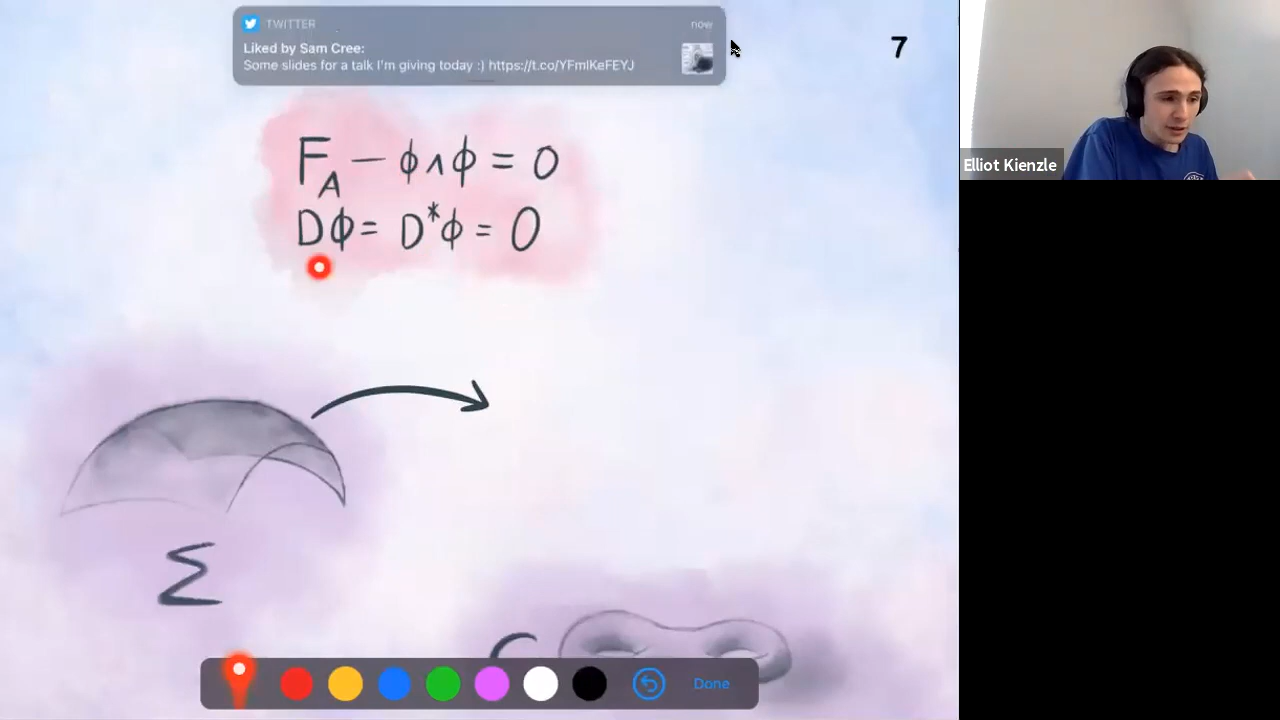 TWITTER now
Liked by Sam Cree:
Some slides for a talk I'm giving today :) https://t.co/YFmIKeFEYJ
7
F_A − ϕ∧ϕ = 0
Dϕ = D*ϕ = 0
Elliot Kienzle
Σ
Done